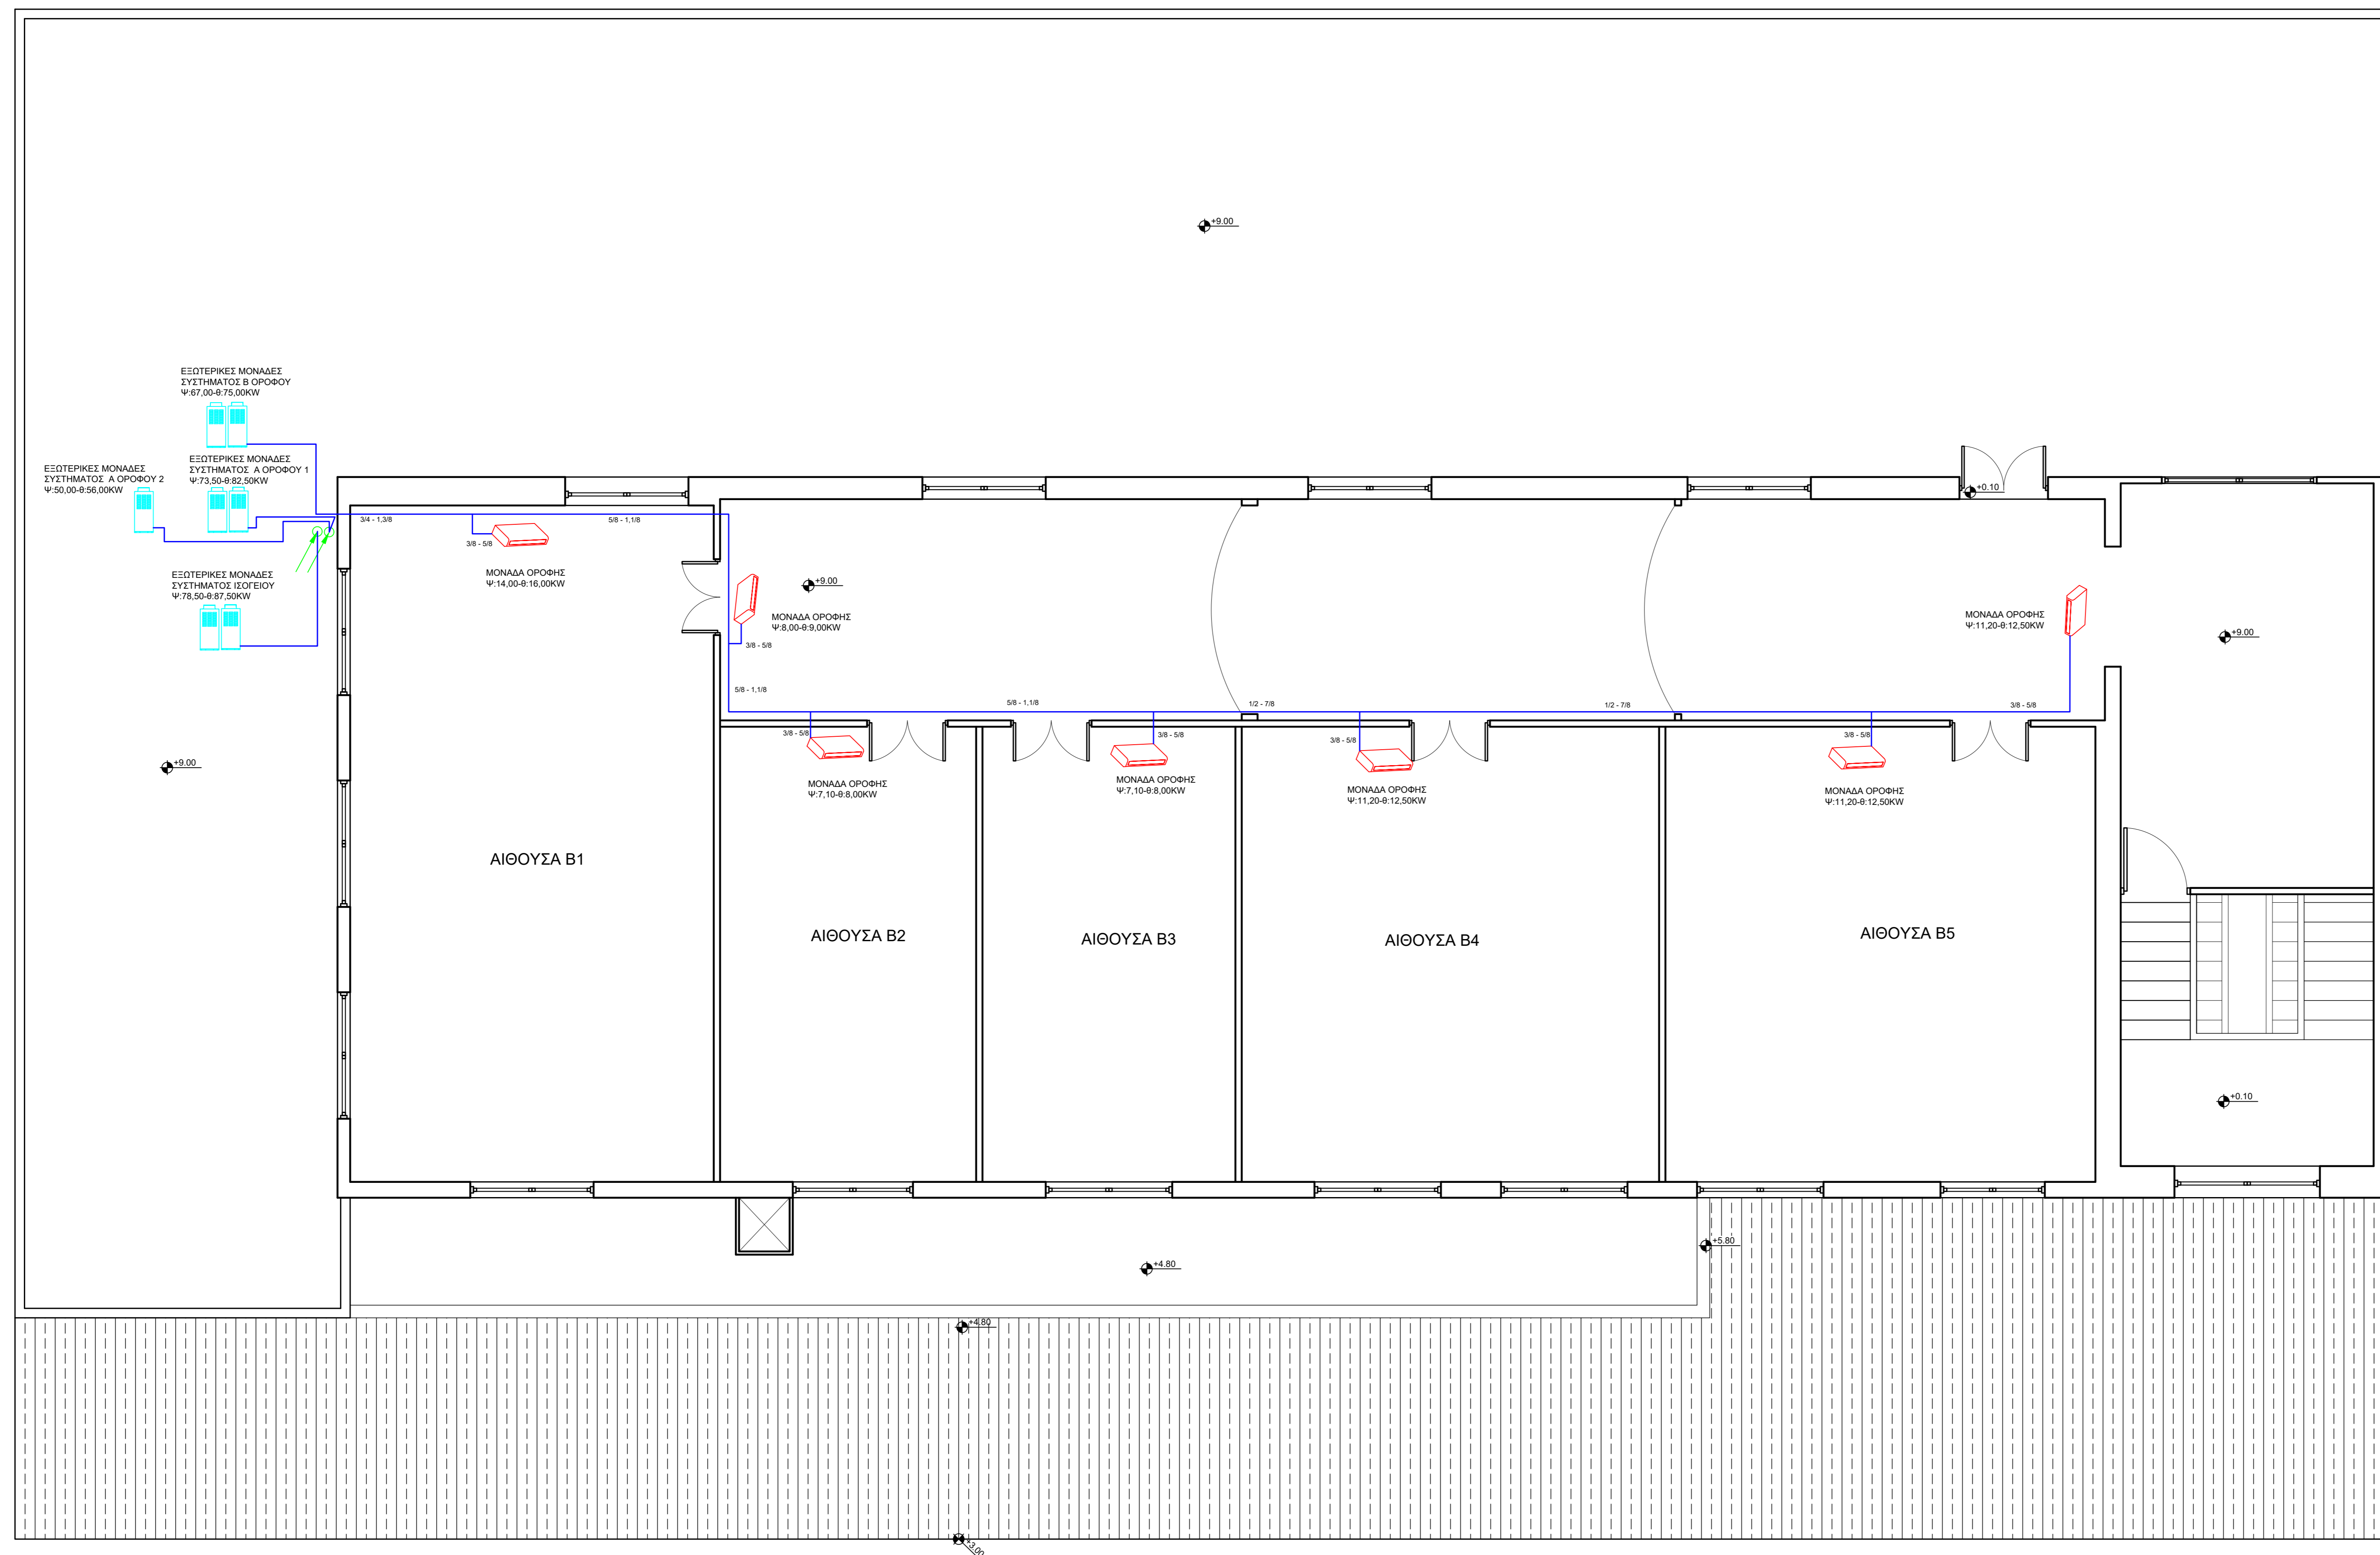 +9.00
ΕΞΩΤΕΡΙΚΕΣ ΜΟΝΑΔΕΣ
ΣΥΣΤΗΜΑΤΟΣ Β ΟΡΟΦΟΥ
Ψ:67,00-θ:75,00KW
ΕΞΩΤΕΡΙΚΕΣ ΜΟΝΑΔΕΣ
ΣΥΣΤΗΜΑΤΟΣ Α ΟΡΟΦΟΥ 2
Ψ:50,00-θ:56,00KW
ΕΞΩΤΕΡΙΚΕΣ ΜΟΝΑΔΕΣ
ΣΥΣΤΗΜΑΤΟΣ Α ΟΡΟΦΟΥ 1
Ψ:73,50-θ:82,50KW
ΕΞΩΤΕΡΙΚΕΣ ΜΟΝΑΔΕΣ
ΣΥΣΤΗΜΑΤΟΣ ΙΣΟΓΕΙΟΥ
Ψ:78,50-θ:87,50KW
+0.10
3/4 - 1,3/8
5/8 - 1,1/8
3/8 - 5/8
ΜΟΝΑΔΑ ΟΡΟΦΗΣ
Ψ:14,00-θ:16,00KW
+9.00
ΜΟΝΑΔΑ ΟΡΟΦΗΣ
Ψ:8,00-θ:9,00KW
3/8 - 5/8
ΜΟΝΑΔΑ ΟΡΟΦΗΣ
Ψ:11,20-θ:12,50KW
+9.00
5/8 - 1,1/8
5/8 - 1,1/8
1/2 - 7/8
1/2 - 7/8
3/8 - 5/8
3/8 - 5/8
3/8 - 5/8
3/8 - 5/8
3/8 - 5/8
+9.00
ΜΟΝΑΔΑ ΟΡΟΦΗΣ
Ψ:7,10-θ:8,00KW
ΜΟΝΑΔΑ ΟΡΟΦΗΣ
Ψ:7,10-θ:8,00KW
ΜΟΝΑΔΑ ΟΡΟΦΗΣ
Ψ:11,20-θ:12,50KW
ΜΟΝΑΔΑ ΟΡΟΦΗΣ
Ψ:11,20-θ:12,50KW
ΑΙΘΟΥΣΑ Β1
ΑΙΘΟΥΣΑ Β2
ΑΙΘΟΥΣΑ Β3
ΑΙΘΟΥΣΑ Β4
ΑΙΘΟΥΣΑ Β5
+0.10
+5.80
+4.80
+4.80
+3.00